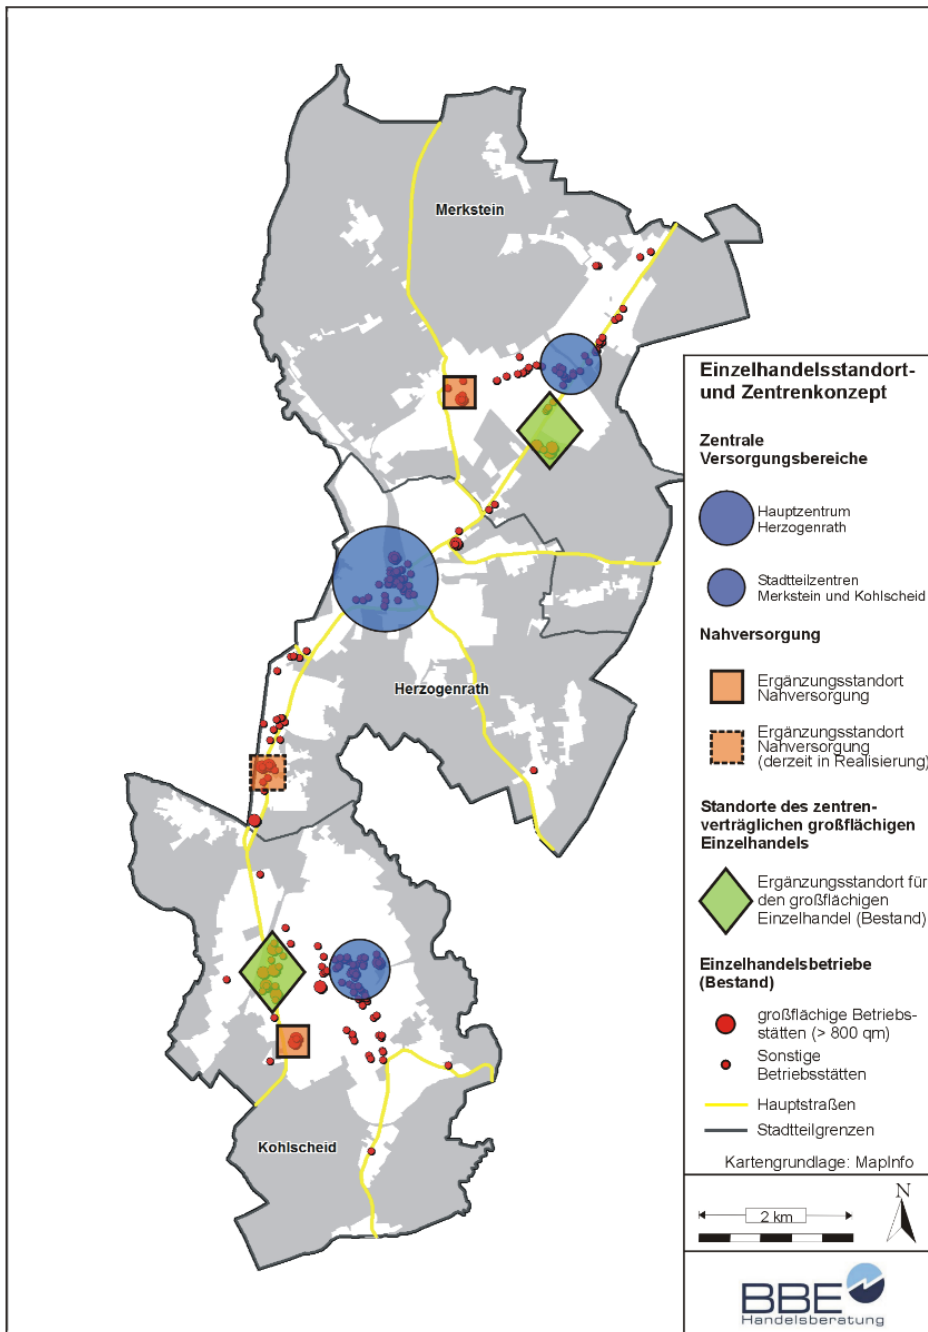 Merkstein
Herzogenrath
Kohlscheid
Einzelhandelsstandort-
und Zentrenkonzept
Zentrale
Versorgungsbereiche
Hauptzentrum
Herzogenrath
Stadtteilzentren
Merkstein und Kohlscheid
Nahversorgung
Ergänzungsstandort
Nahversorgung
Ergänzungsstandort
Nahversorgung
(derzeit in Realisierung)
Standorte des zentren-
verträglichen großflächigen
Einzelhandels
Ergänzungsstandort für
den großflächigen
Einzelhandel (Bestand)
Einzelhandelsbetriebe
(Bestand)
großflächige Betriebs-
stätten (> 800 qm)
Sonstige
Betriebsstätten
Hauptstraßen
Stadtteilgrenzen
Kartengrundlage: MapInfo
2 km
N
BBE
Handelsberatung